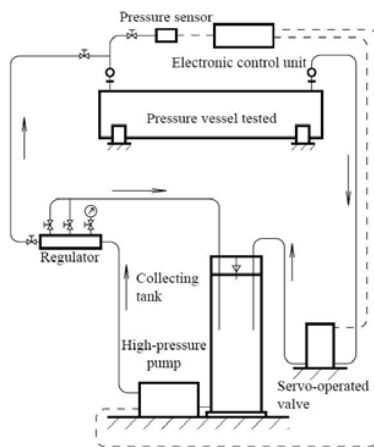 Pressure sensor
Electronic control unit
Pressure vessel tested
Regulator
Collecting
tank
High-pressure
pump
Servo-operated
valve